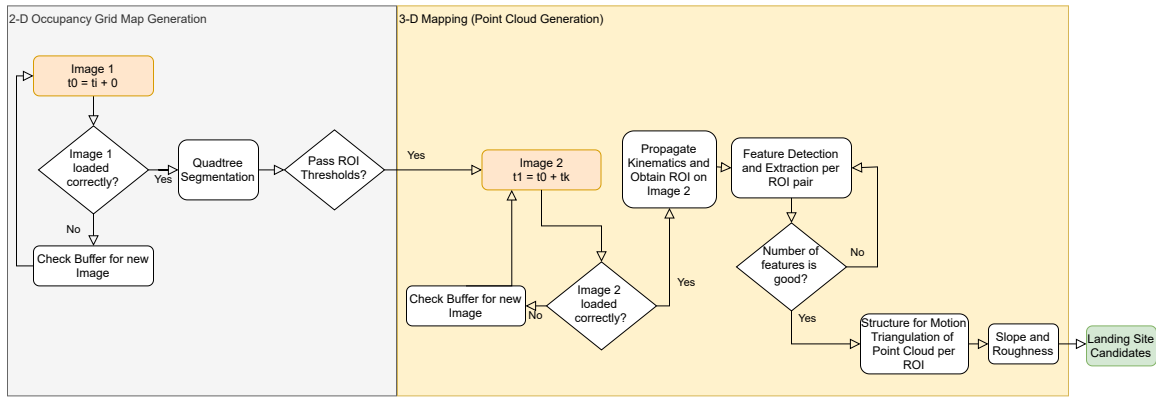 2-D Occupancy Grid Map Generation
3-D Mapping (Point Cloud Generation)
Image 1
t0 = ti + 0
Image 1
loaded
correctly?
Yes
No
Check Buffer for new
Image
Quadtree
Segmentation
Pass ROI
Thresholds?
Yes
Image 2
t1 = t0 + tk
Check Buffer for new
Image
No
Image 2
loaded
correctly?
Yes
Propagate
Kinematics and
Obtain ROI on
Image 2
Feature Detection
and Extraction per
ROI pair
Number of
features is
good?
No
Yes
Structure for Motion
Triangulation of
Point Cloud per
ROI
Slope and
Roughness
Landing Site
Candidates